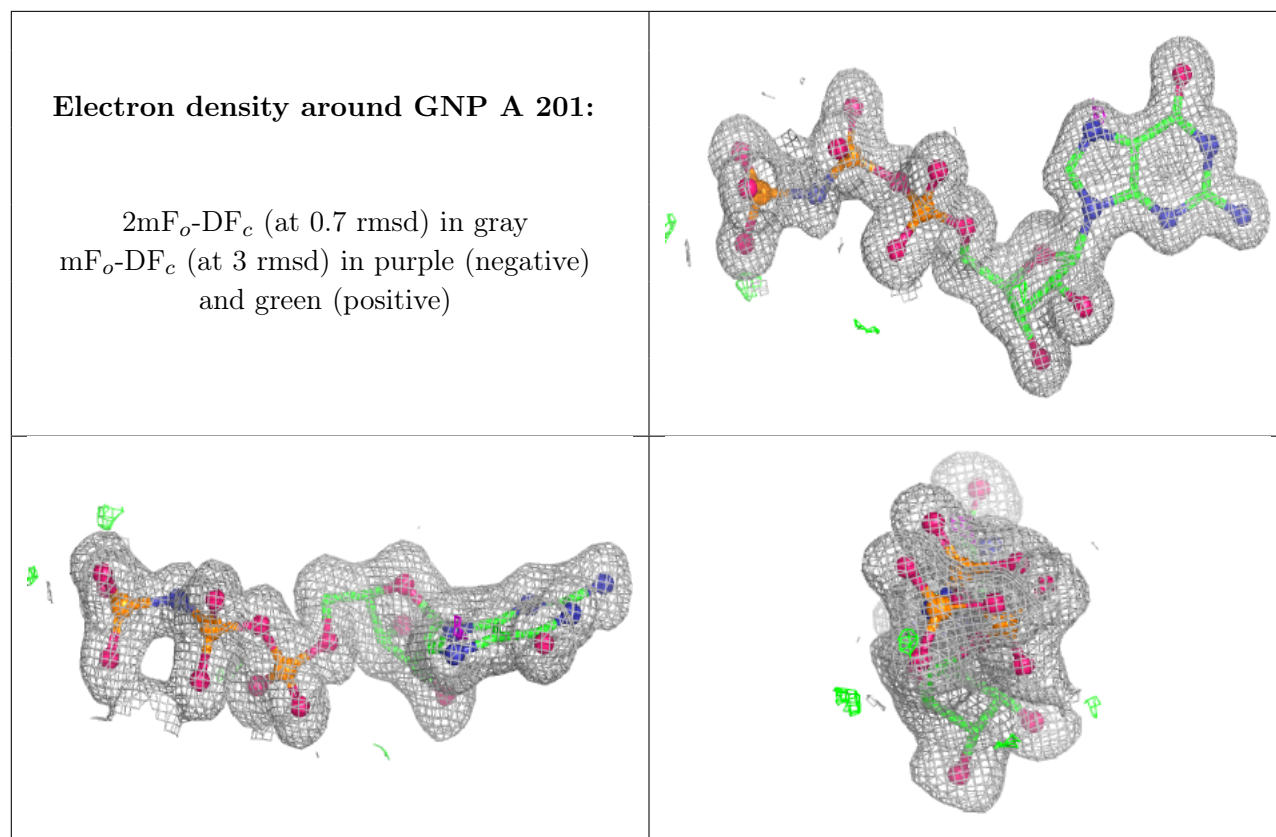 Electron density around GNP A 201:
2mFo-DFc (at 0.7 rmsd) in gray
mFo-DFc (at 3 rmsd) in purple (negative)
and green (positive)